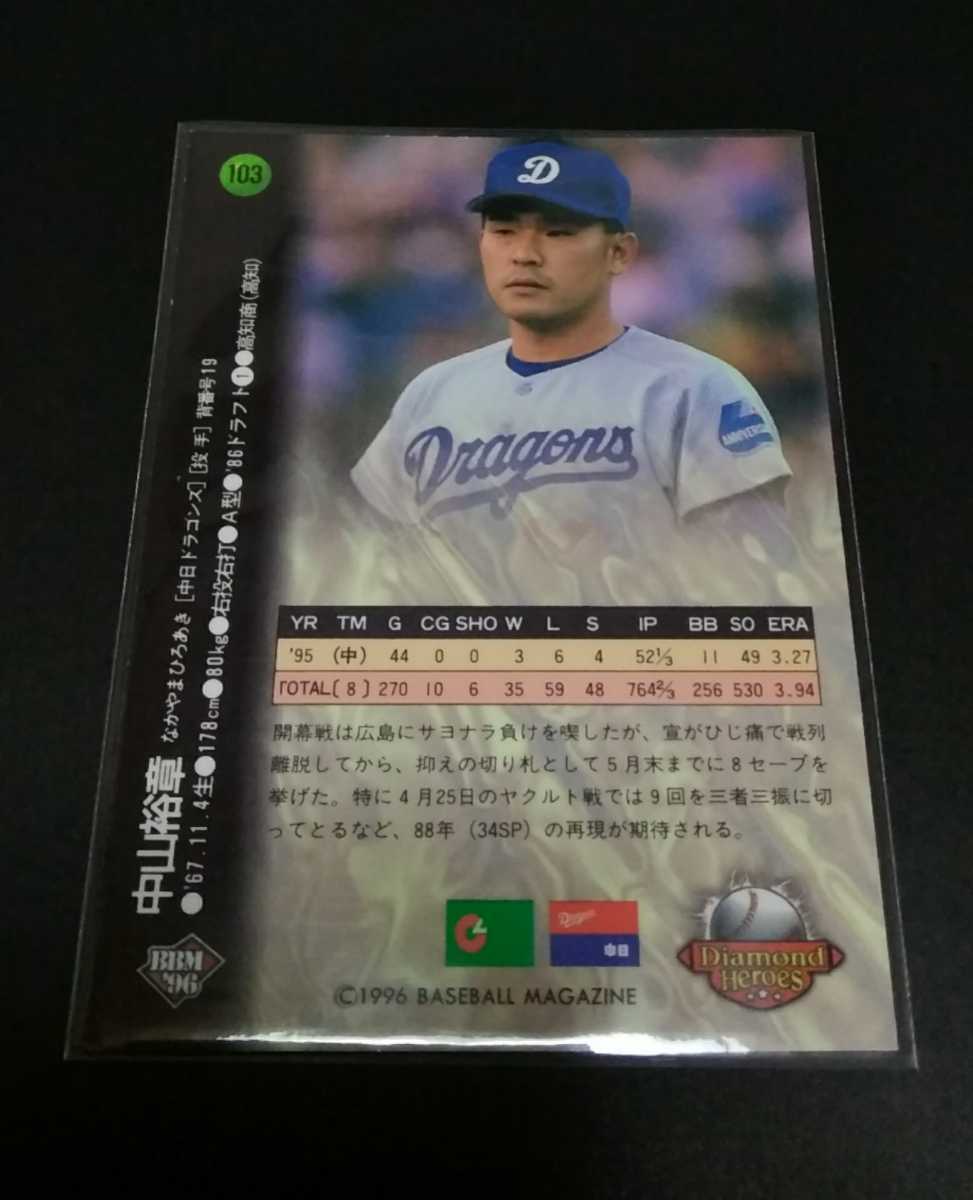 103
中山裕章 なかやまひろあき [中日ドラゴンズ] [投手] 背番号19
●'67.11.4生●178cm●80kg●右投右打●A型●'86ドラフト❶●高知商(高知)
D
Dragons
ANNIVERS
YR TM G CG SHO W L S IP BB SO ERA
'95 (中) 44 0 0 3 6 4 52⅓ 11 49 3.27
TOTAL(8) 270 10 6 35 59 48 764⅔ 256 530 3.94
開幕戦は広島にサヨナラ負けを喫したが、宣がひじ痛で戦列
離脱してから、抑えの切り札として5月末までに8セーブを
挙げた。特に4月25日のヤクルト戦では9回を三者三振に切
ってとるなど、88年（34SP）の再現が期待される。
Dragons
中日
BBM
'96
Diamond
Heroes
©1996 BASEBALL MAGAZINE